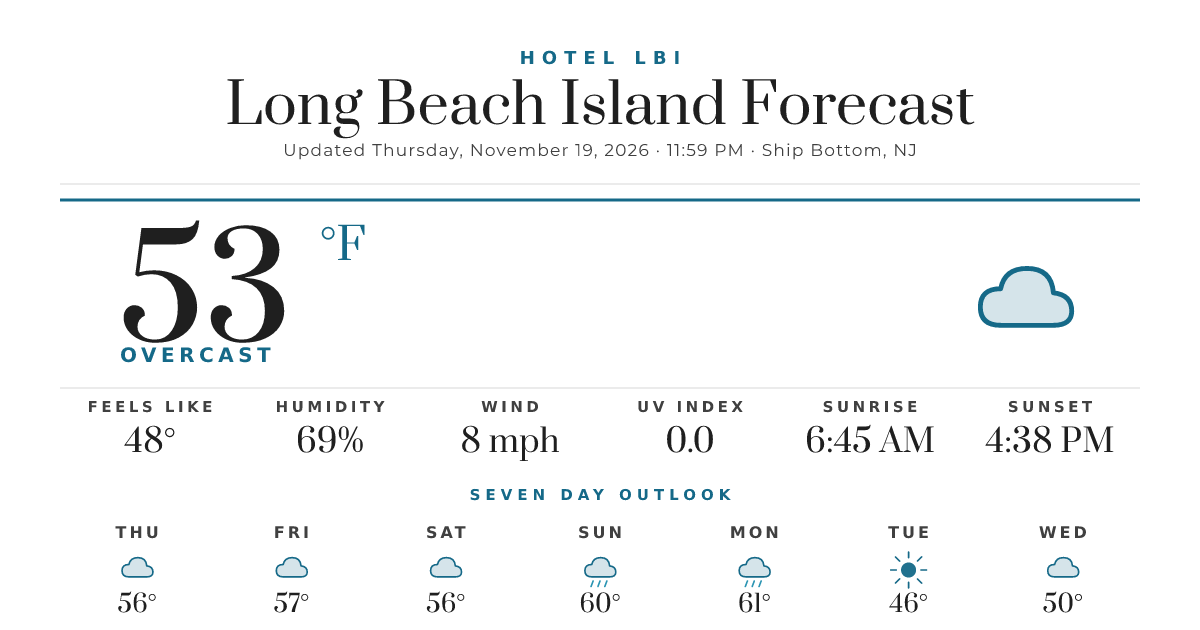 HOTEL LBI
Long Beach Island Forecast
Updated Thursday, November 19, 2026 · 11:59 PM · Ship Bottom, NJ
53 °F
OVERCAST
FEELS LIKE HUMIDITY WIND UV INDEX SUNRISE SUNSET
48° 69% 8 mph 0.0 6:45 AM 4:38 PM
SEVEN DAY OUTLOOK
THU FRI SAT SUN MON TUE WED
56° 57° 56° 60° 61° 46° 50°